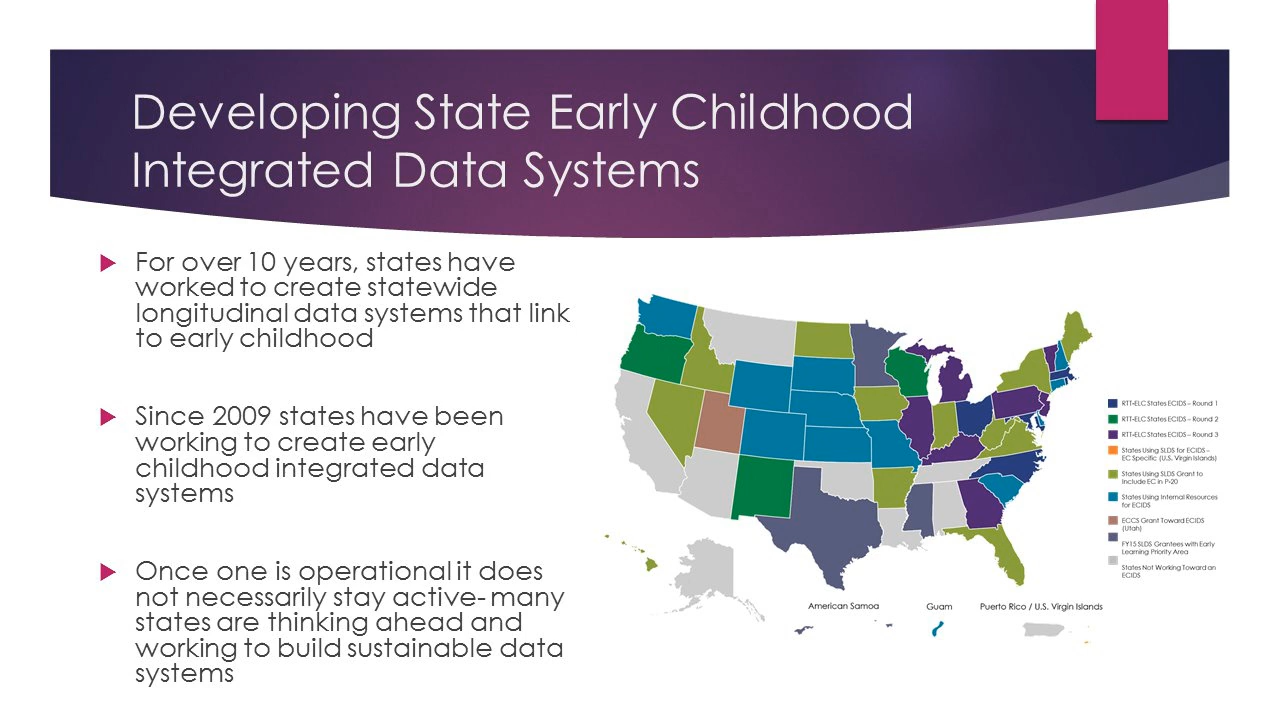 Developing State Early Childhood
Integrated Data Systems
For over 10 years, states have
worked to create statewide
longitudinal data systems that link
to early childhood
Since 2009 states have been
working to create early
childhood integrated data
systems
Once one is operational it does
not necessarily stay active- many
states are thinking ahead and
working to build sustainable data
systems
American Samoa
Guam
Puerto Rico / U.S. Virgin Islands
RTT-ELC States ECIDS – Round 1
RTT-ELC States ECIDS – Round 2
RTT-ELC States ECIDS – Round 3
States Using SLDS for ECIDS –
EC Specific (U.S. Virgin Islands)
States Using SLDS Grant to
Include EC in P-20
States Using Internal Resources
for ECIDS
ECCS Grant Toward ECIDS
(Utah)
FY15 SLDS Grantees with Early
Learning Priority Area
States Not Working Toward an
ECIDS